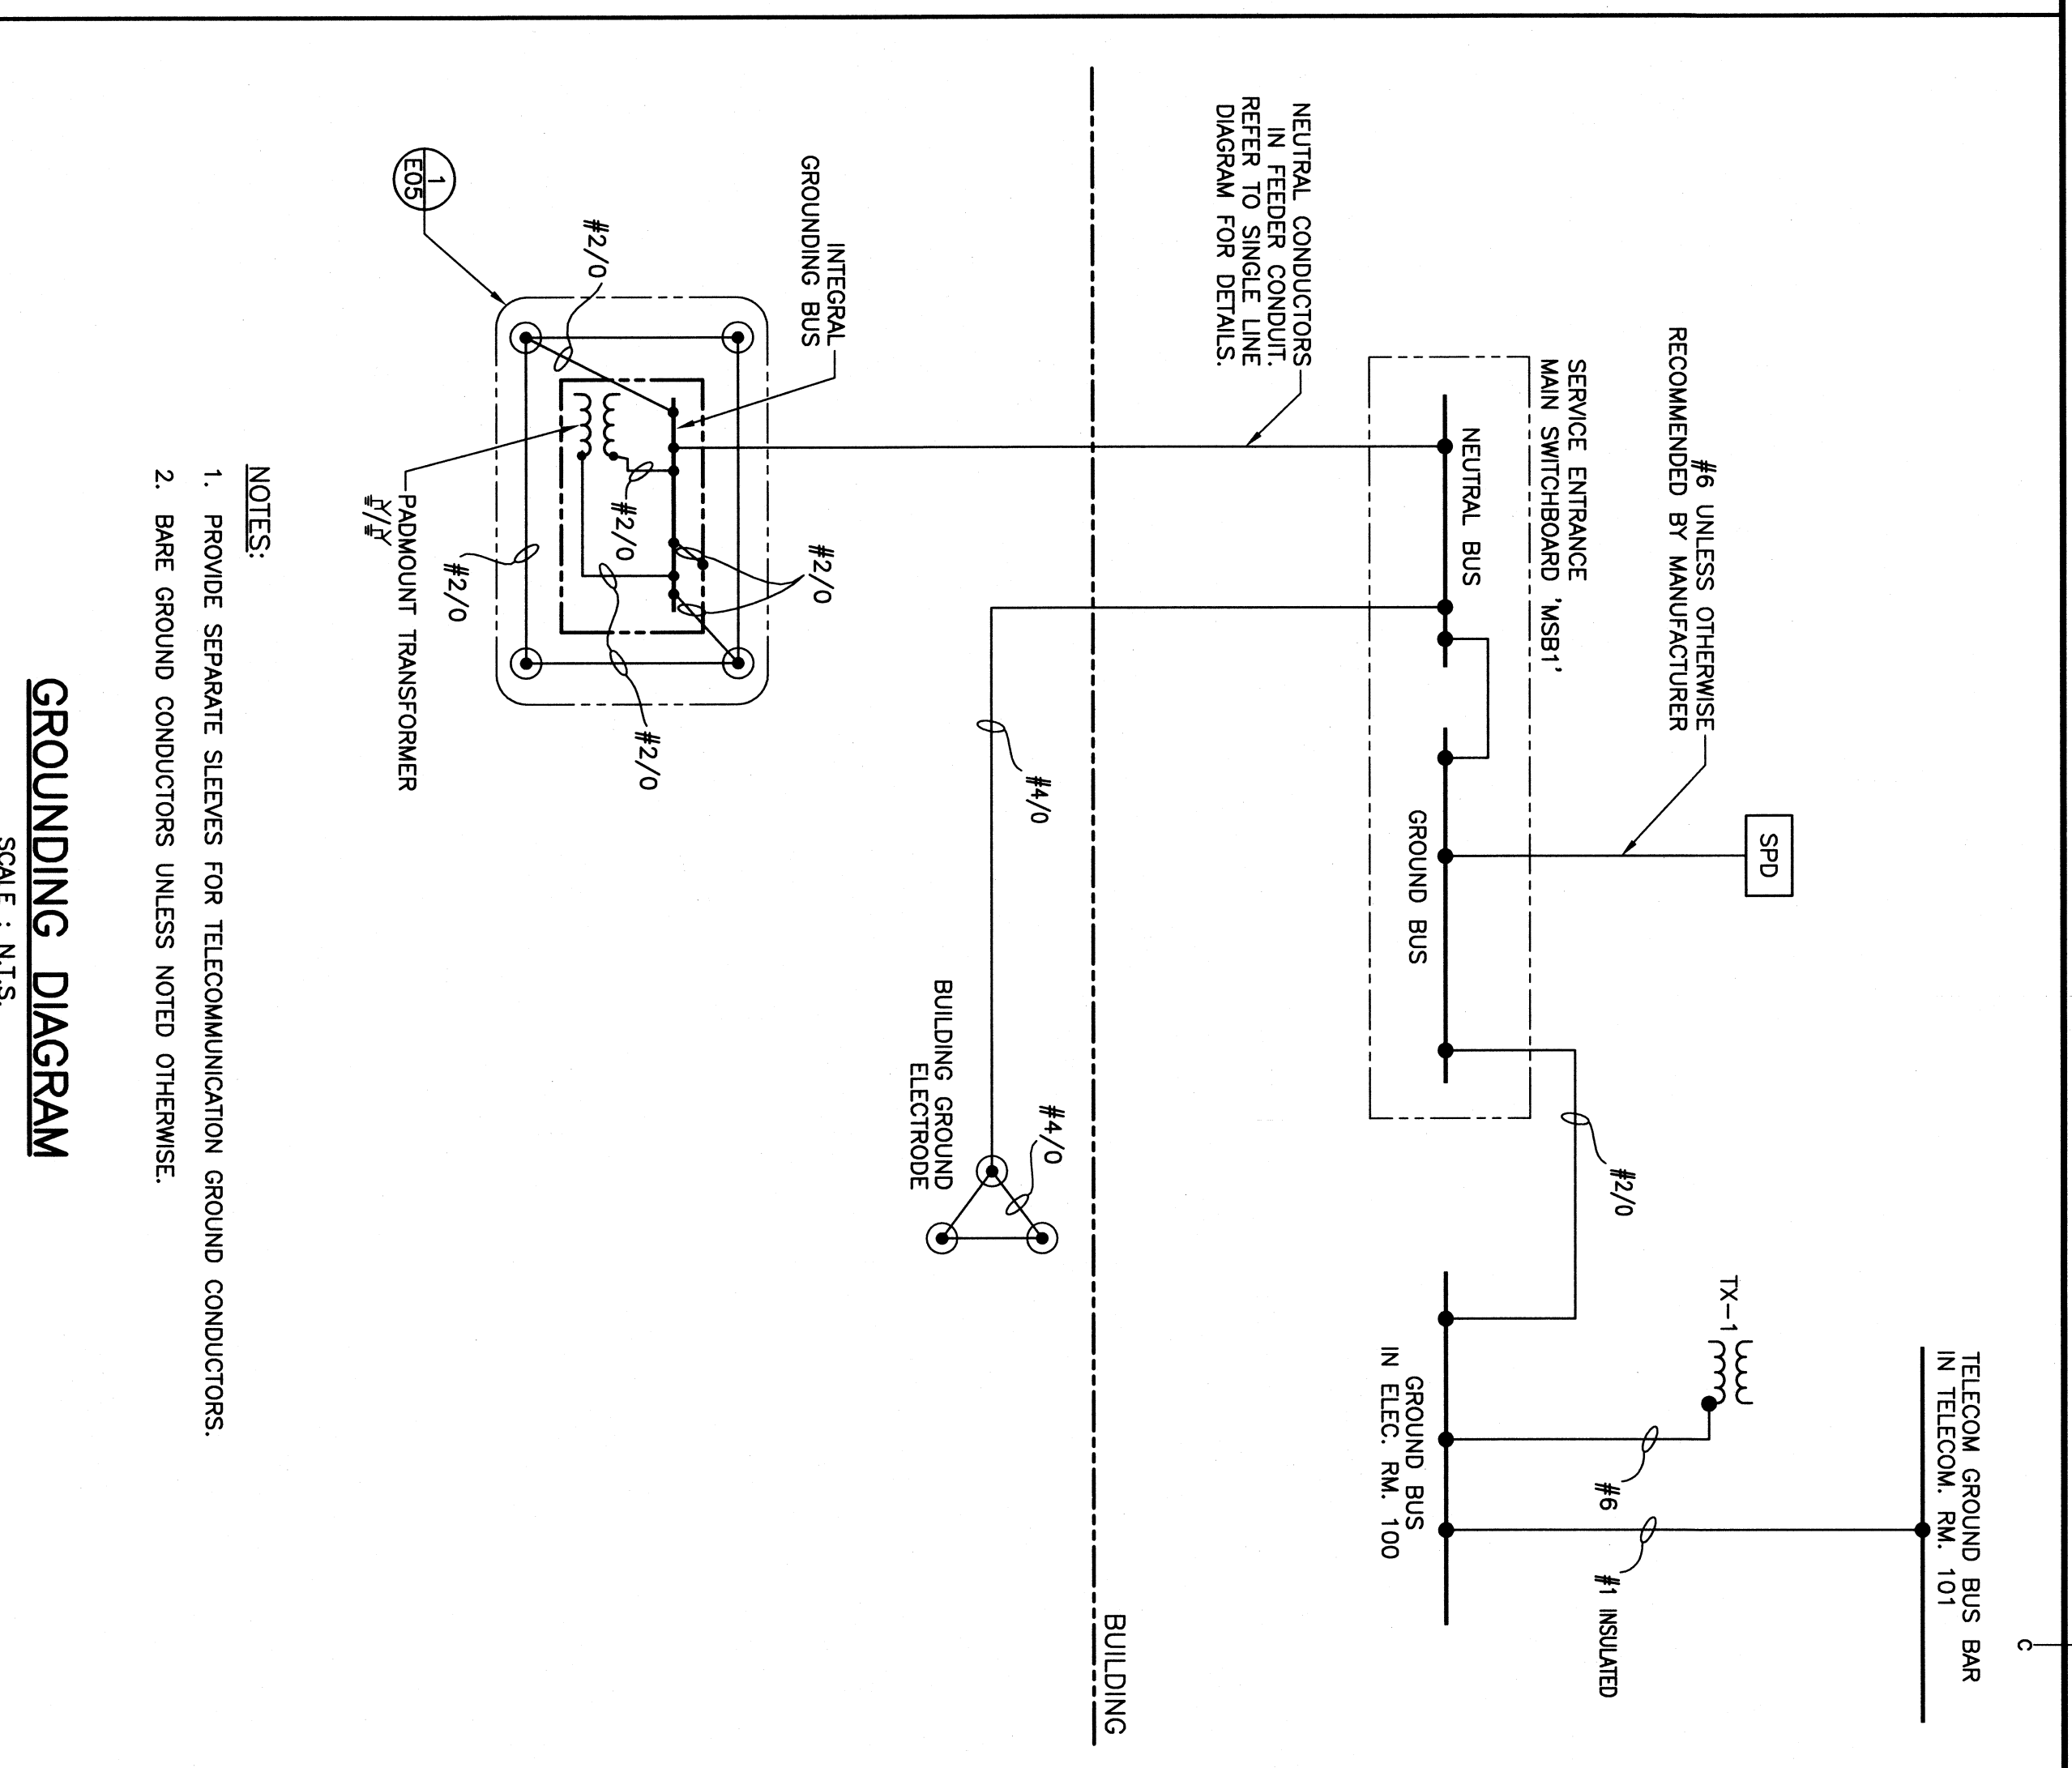 C
TELECOM GROUND BUS BAR
IN TELECOM. RM. 101
TX-1
SPD
#6 UNLESS OTHERWISE
RECOMMENDED BY MANUFACTURER
#6
#1 INSULATED
#2/0
SERVICE ENTRANCE
MAIN SWITCHBOARD 'MSB1'
NEUTRAL BUS
GROUND BUS
GROUND BUS
IN ELEC. RM. 100
NEUTRAL CONDUCTORS
IN FEEDER CONDUIT.
REFER TO SINGLE LINE
DIAGRAM FOR DETAILS.
BUILDING
#4/0
#4/0
BUILDING GROUND
ELECTRODE
INTEGRAL
GROUNDING BUS
#2/0
#2/0
#2/0
#2/0
#2/0
1
E05
PADMOUNT TRANSFORMER
NOTES:
1. PROVIDE SEPARATE SLEEVES FOR TELECOMMUNICATION GROUND CONDUCTORS.
2. BARE GROUND CONDUCTORS UNLESS NOTED OTHERWISE.
GROUNDING DIAGRAM
SCALE : N.T.S.